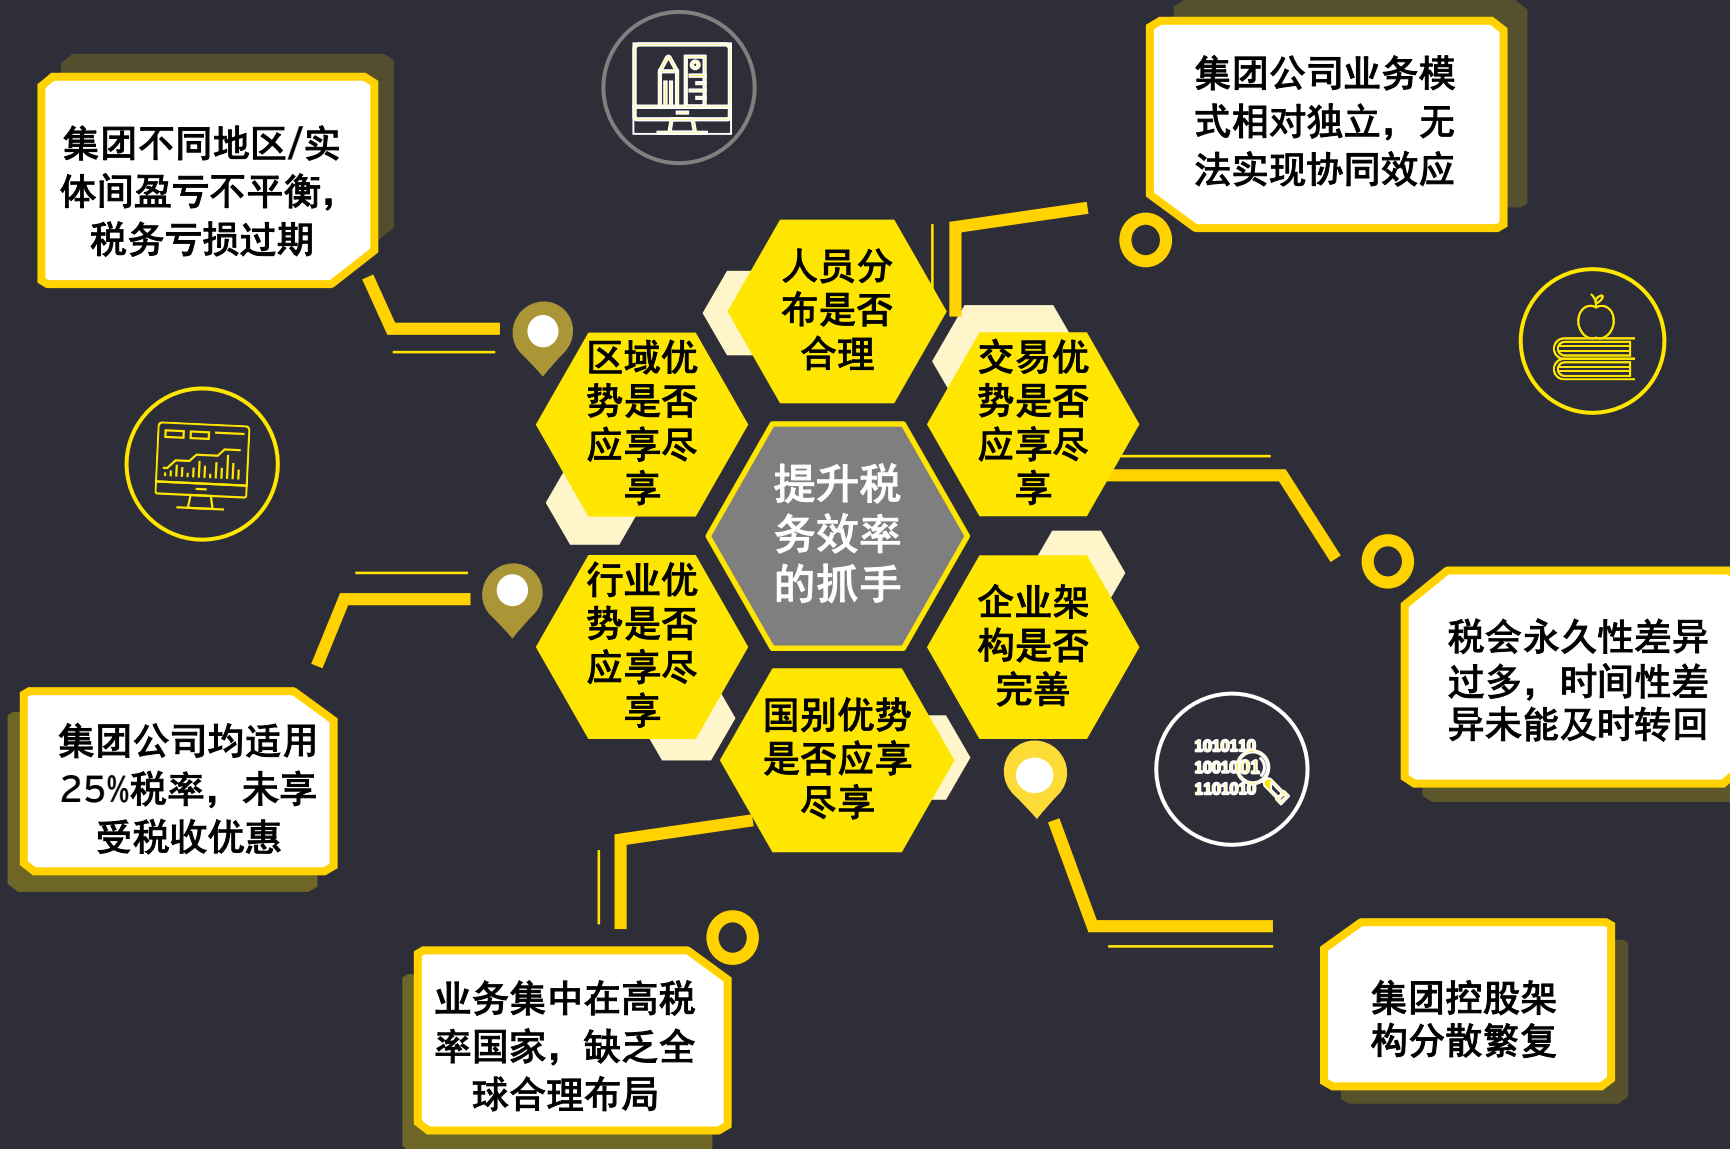 集团不同地区/实
体间盈亏不平衡，
税务亏损过期
集团公司业务模
式相对独立，无
法实现协同效应
人员分
布是否
合理
区域优
势是否
应享尽
享
交易优
势是否
应享尽
享
提升税
务效率
的抓手
行业优
势是否
应享尽
享
企业架
构是否
完善
国别优势
是否应享
尽享
税会永久性差异
过多，时间性差
异未能及时转回
集团公司均适用
25%税率，未享
受税收优惠
1010110
1001001
1101010
业务集中在高税
率国家，缺乏全
球合理布局
集团控股架
构分散繁复